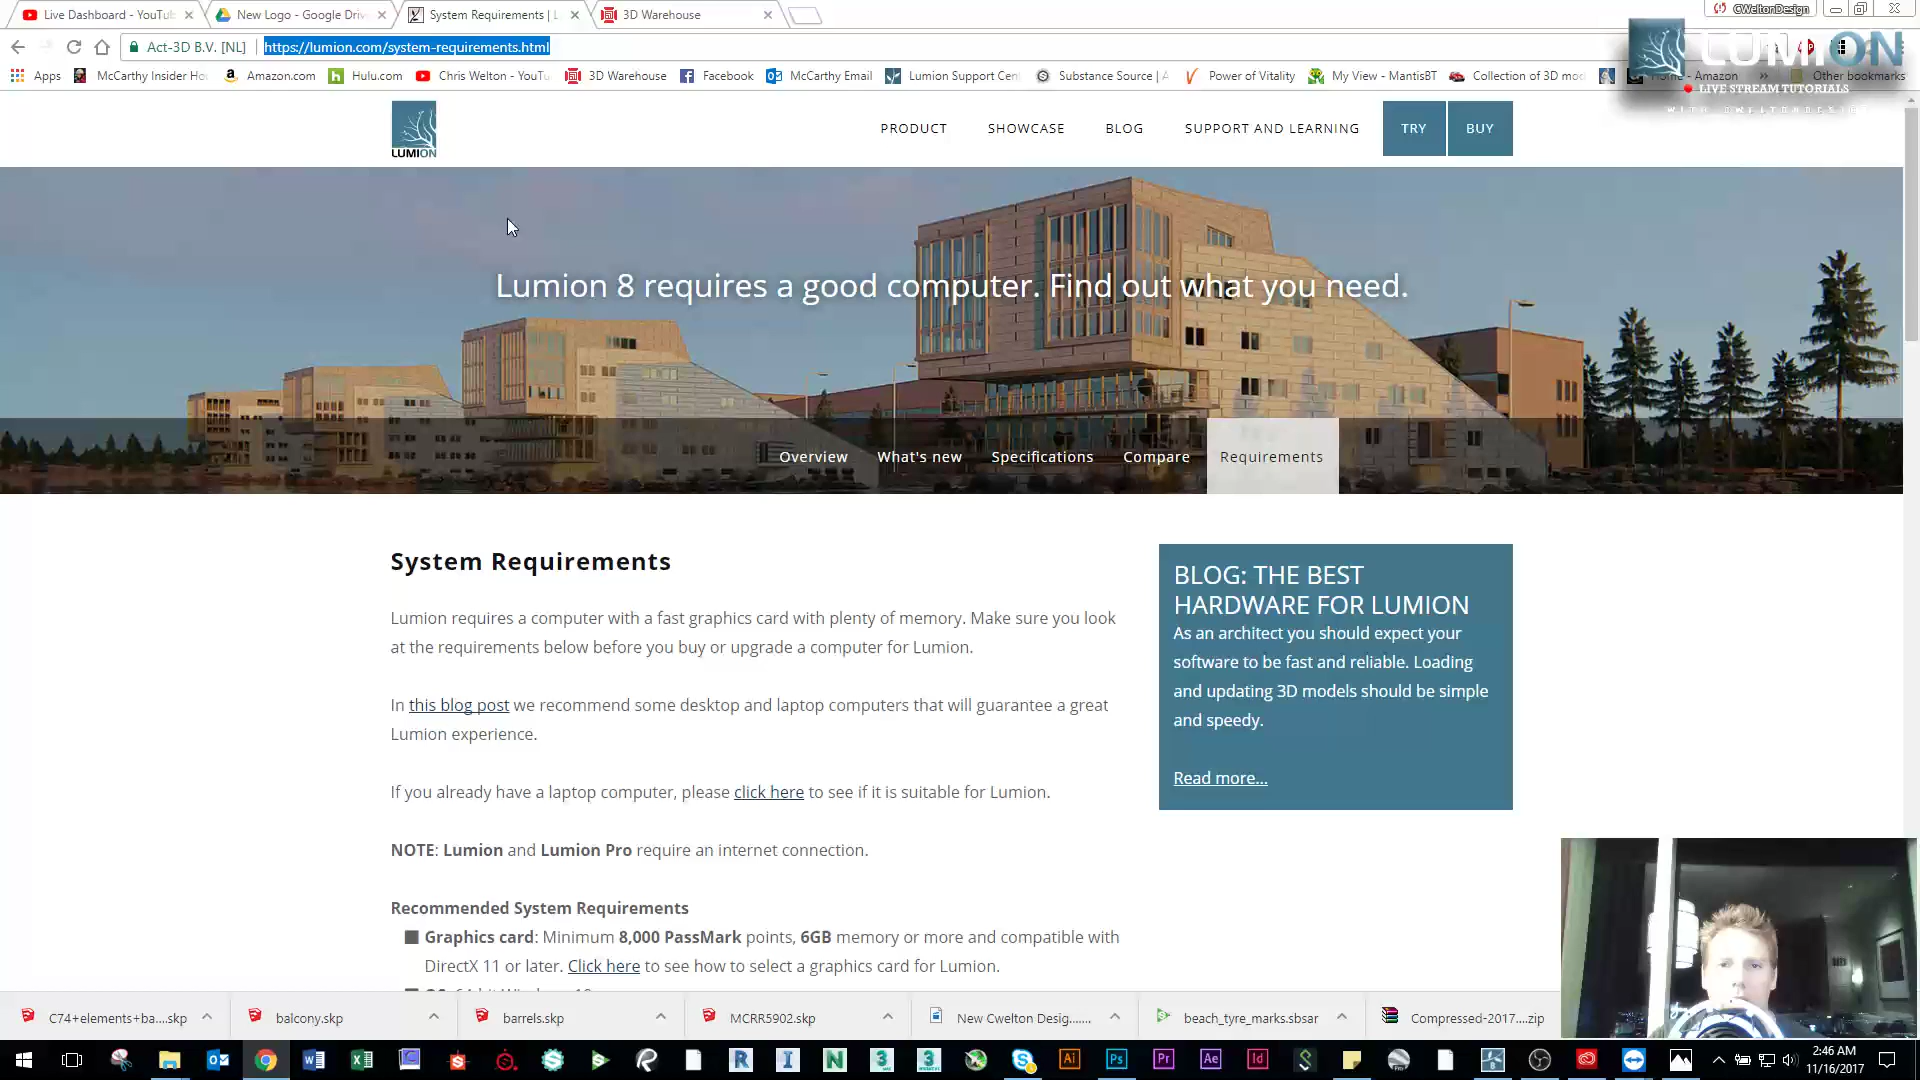 Live Dashboard - YouTub
New Logo - Google Driv
System Requirements | L
3D Warehouse
CWeltonDesign
Act-3D B.V. [NL]
https://lumion.com/system-requirements.html
LUMION
LIVE STREAM TUTORIALS
Apps
McCarthy Insider Ho
Amazon.com
Hulu.com
Chris Welton - YouTu
3D Warehouse
Facebook
McCarthy Email
Lumion Support Cen
Substance Source | A
Power of Vitality
My View - MantisBT
Collection of 3D mod
Home - Amazon
»
Other bookmarks
LUMION
PRODUCT
SHOWCASE
BLOG
SUPPORT AND LEARNING
TRY
BUY
Lumion 8 requires a good computer. Find out what you need.
Overview
What's new
Specifications
Compare
Requirements
System Requirements
Lumion requires a computer with a fast graphics card with plenty of memory. Make sure you look
at the requirements below before you buy or upgrade a computer for Lumion.
In this blog post we recommend some desktop and laptop computers that will guarantee a great
Lumion experience.
If you already have a laptop computer, please click here to see if it is suitable for Lumion.
NOTE: Lumion and Lumion Pro require an internet connection.
Recommended System Requirements
Graphics card: Minimum 8,000 PassMark points, 6GB memory or more and compatible with
DirectX 11 or later. Click here to see how to select a graphics card for Lumion.
BLOG: THE BEST
HARDWARE FOR LUMION
As an architect you should expect your
software to be fast and reliable. Loading
and updating 3D models should be simple
and speedy.
Read more...
C74+elements+ba....skp
balcony.skp
barrels.skp
MCRR5902.skp
New Cwelton Desig.......
beach_tyre_marks.sbsar
Compressed-2017....zip
2:46 AM
11/16/2017